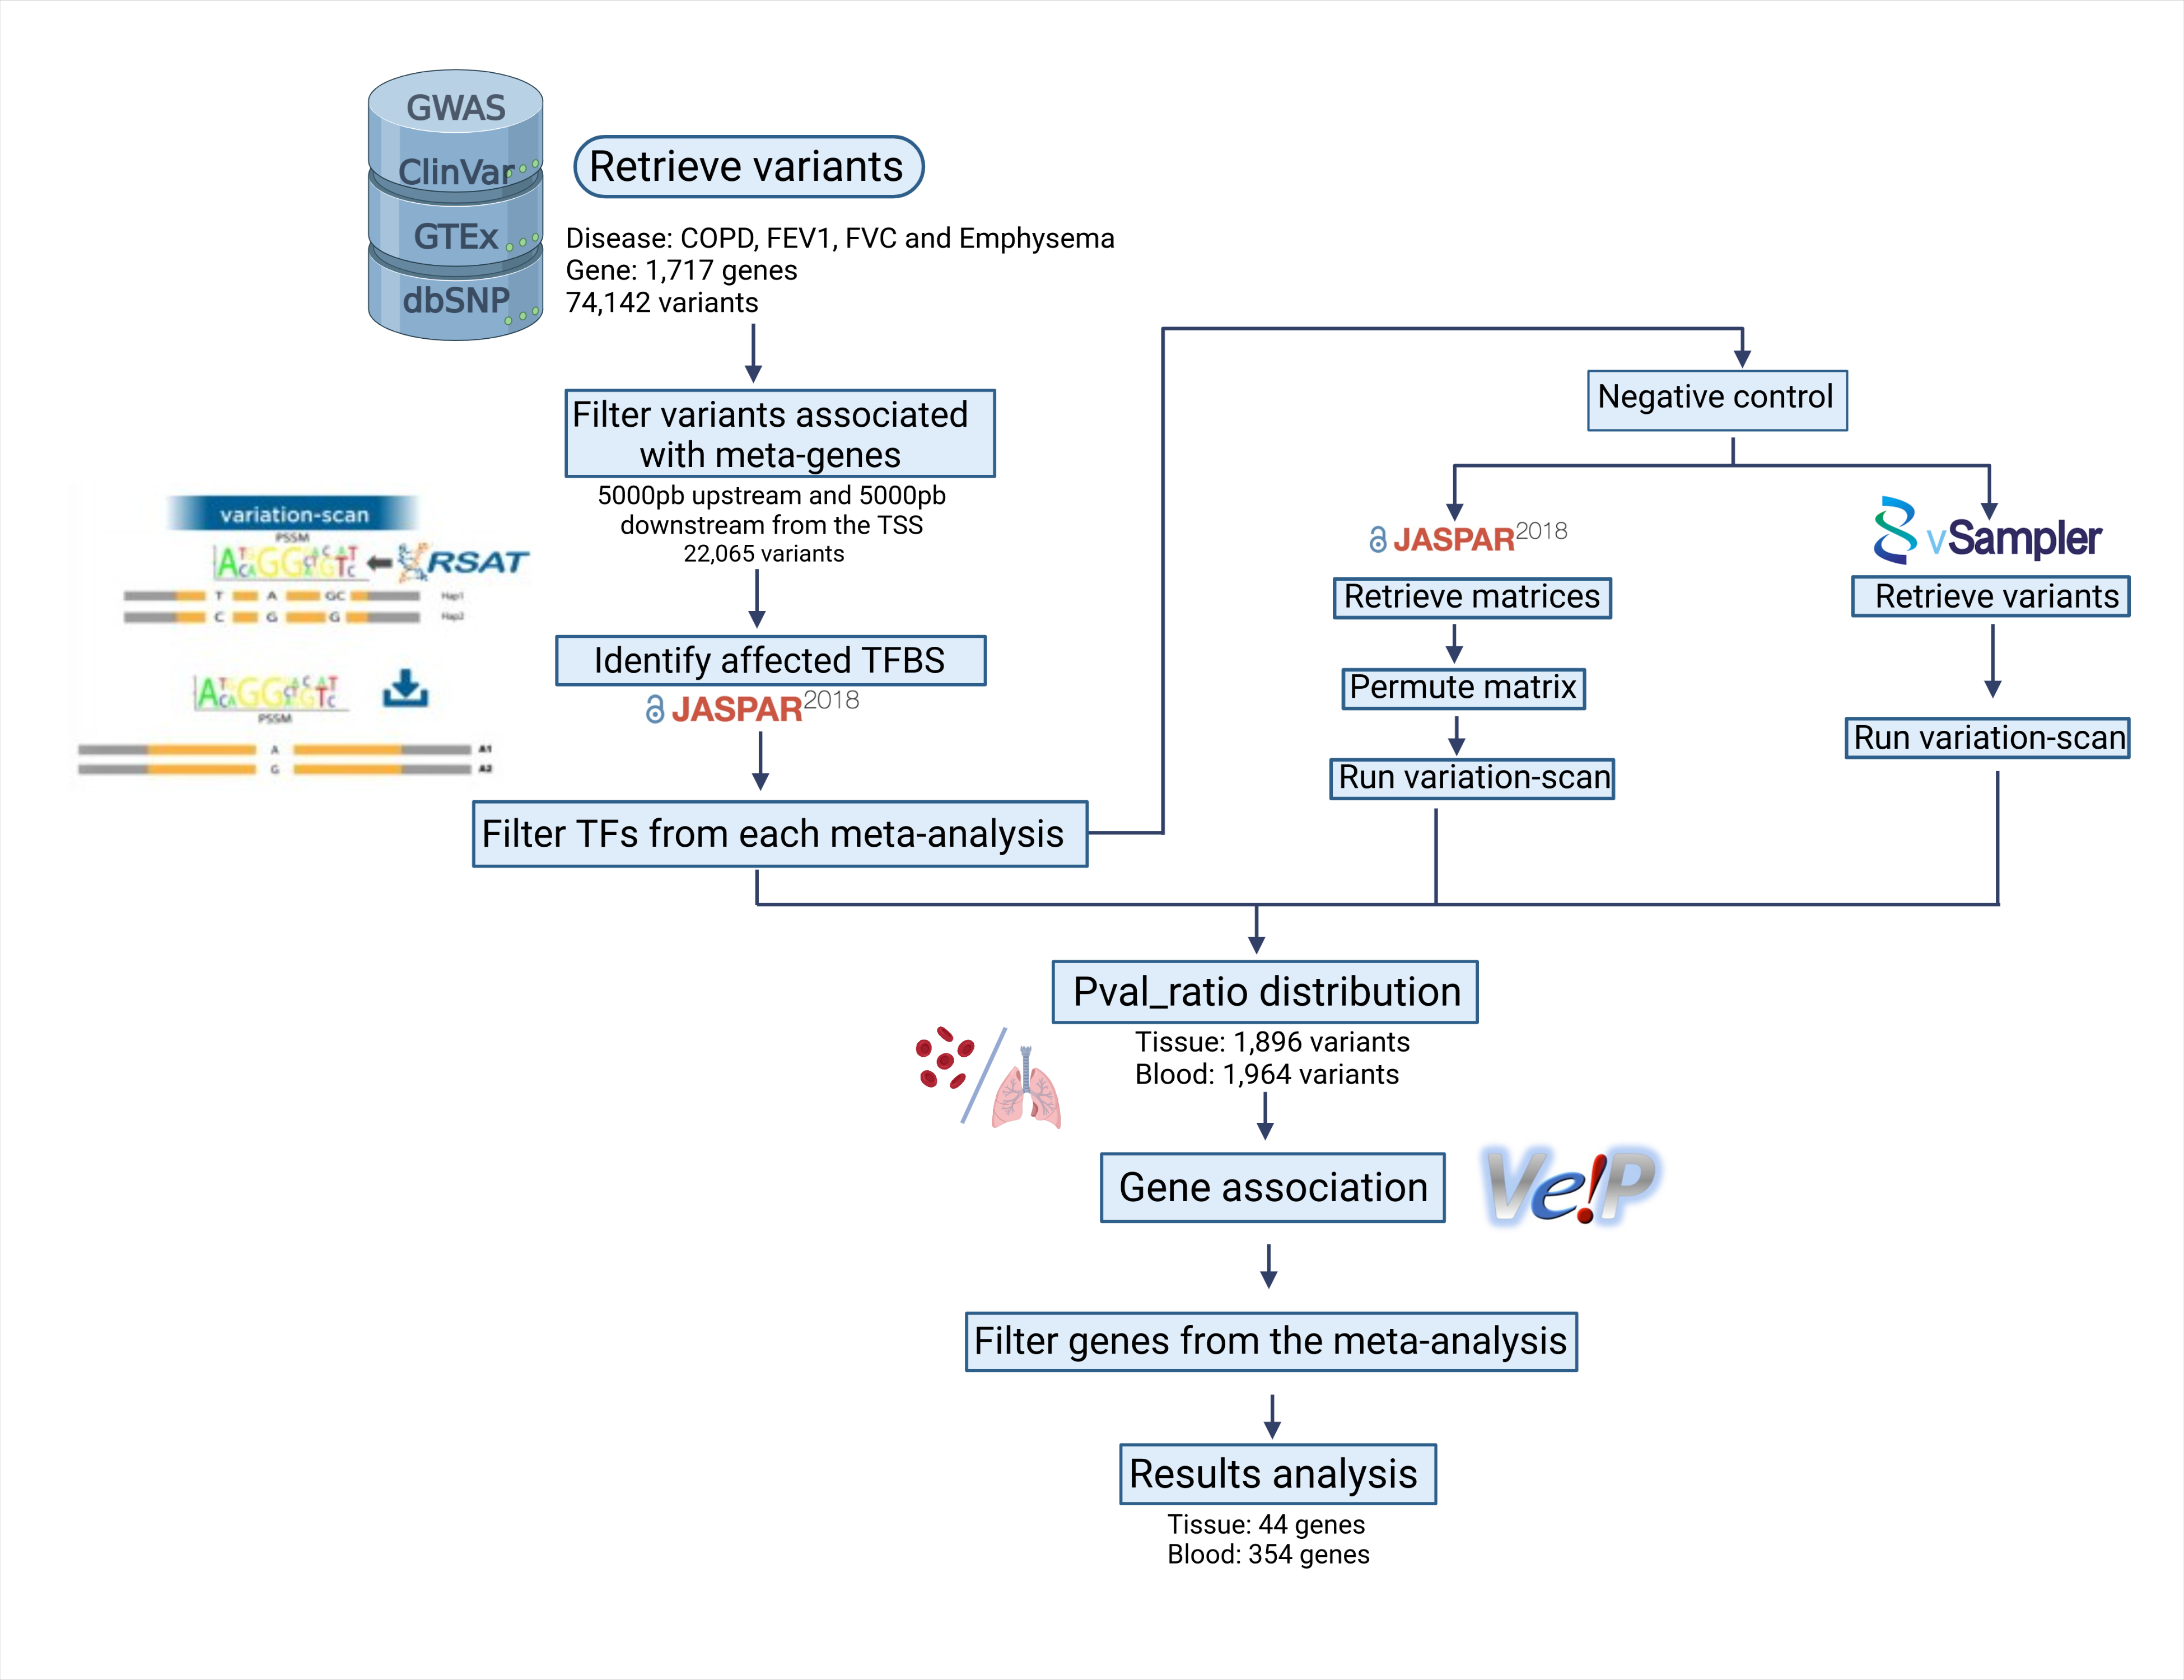 GWAS
ClinVar
GTEx
dbSNP
Retrieve variants
Disease: COPD, FEV1, FVC and Emphysema
Gene: 1,717 genes
74,142 variants
Filter variants associated
with meta-genes
5000pb upstream and 5000pb
downstream from the TSS
22,065 variants
variation-scan
PSSM
RSAT
T A GC Hap1
C G G Hap2
PSSM
A A1
G A2
Identify affected TFBS
JASPAR2018
Filter TFs from each meta-analysis
Negative control
JASPAR2018
Retrieve matrices
Permute matrix
Run variation-scan
vSampler
Retrieve variants
Run variation-scan
Pval_ratio distribution
Tissue: 1,896 variants
Blood: 1,964 variants
Gene association
Ve!P
Filter genes from the meta-analysis
Results analysis
Tissue: 44 genes
Blood: 354 genes